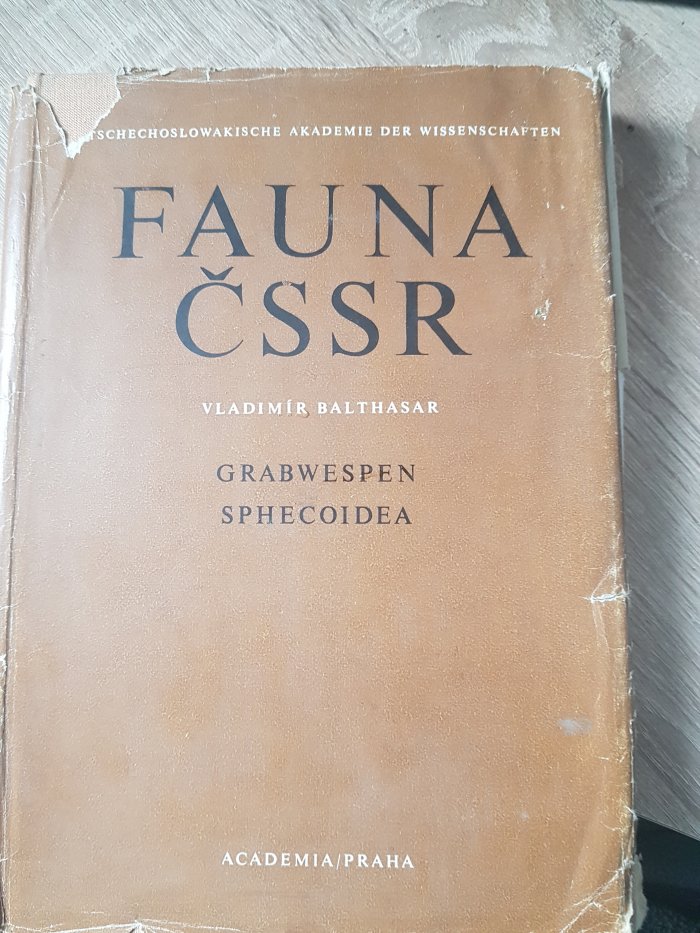 TSCHECHOSLOWAKISCHE AKADEMIE DER WISSENSCHAFTEN
FAUNA
ČSSR
VLADIMÍR BALTHASAR
GRABWESPEN
SPHECOIDEA
ACADEMIA/PRAHA